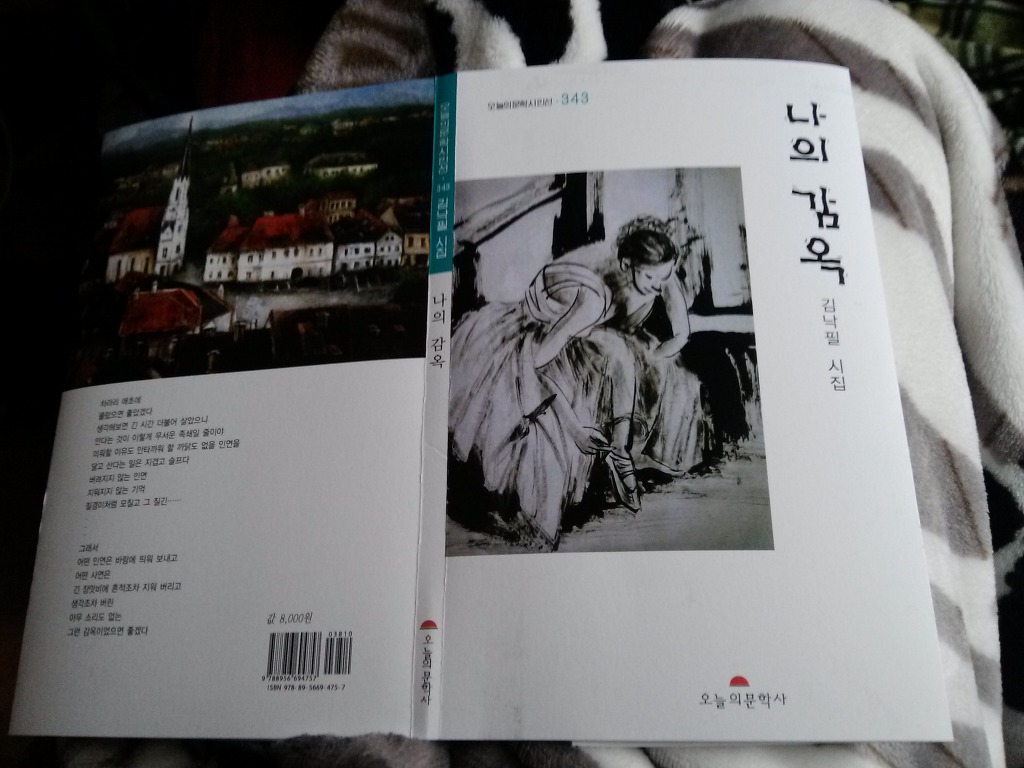 오늘의문학시인선 · 343
나의 감옥
김낙필 시집
오늘의문학사
오늘의문학시인선 · 343 김낙필 시집
나의 감옥
오늘의문학사
차라리 애초에
몰랐으면 좋았겠다
생각해보면 긴 시간 더불어 살았으니
안다는 것이 이렇게 무서운 족쇄일 줄이야
미워할 이유도 안타까워 할 까닭도 없을 인연을
달고 산다는 일은 지겹고 슬프다
버려지지 않는 인연
지워지지 않는 기억
질경이처럼 모질고 그 질긴……
그래서
어떤 인연은 바람에 띄워 보내고
어떤 사연은
긴 장맛비에 흔적조차 지워 버리고
생각조차 버린
아무 소리도 없는
그런 감옥이었으면 좋겠다
값 8,000원
03810
9 788956 694757
ISBN 978-89-5669-475-7